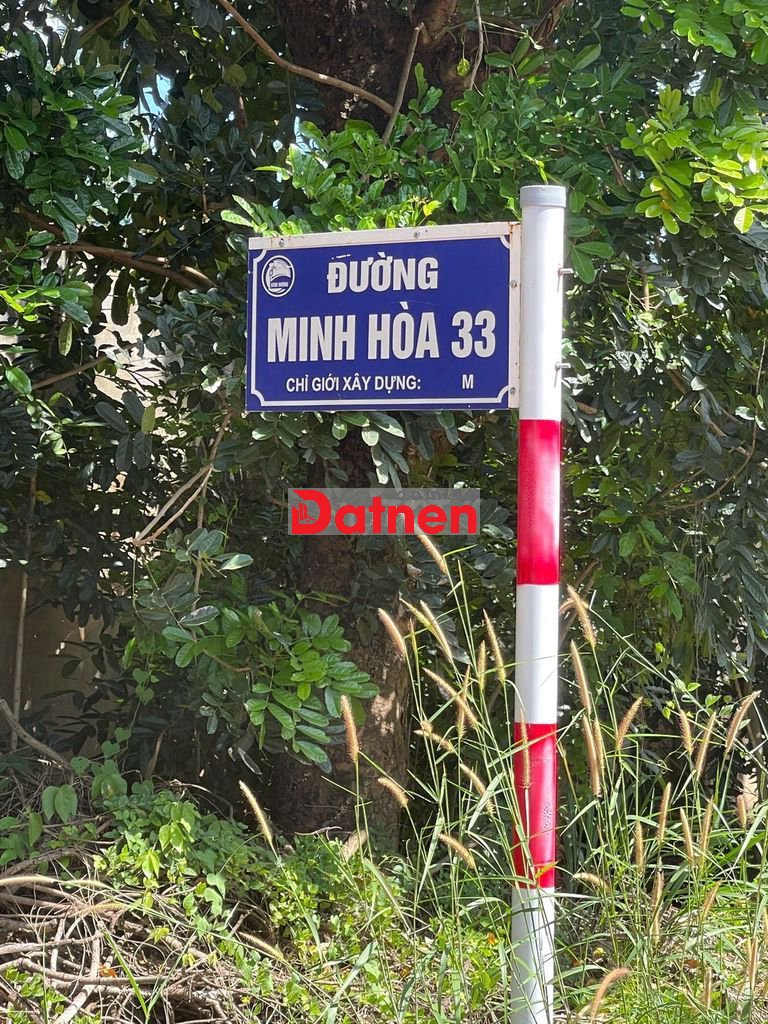 ĐƯỜNG
MINH HÒA 33
CHỈ GIỚI XÂY DỰNG: M
Datnen